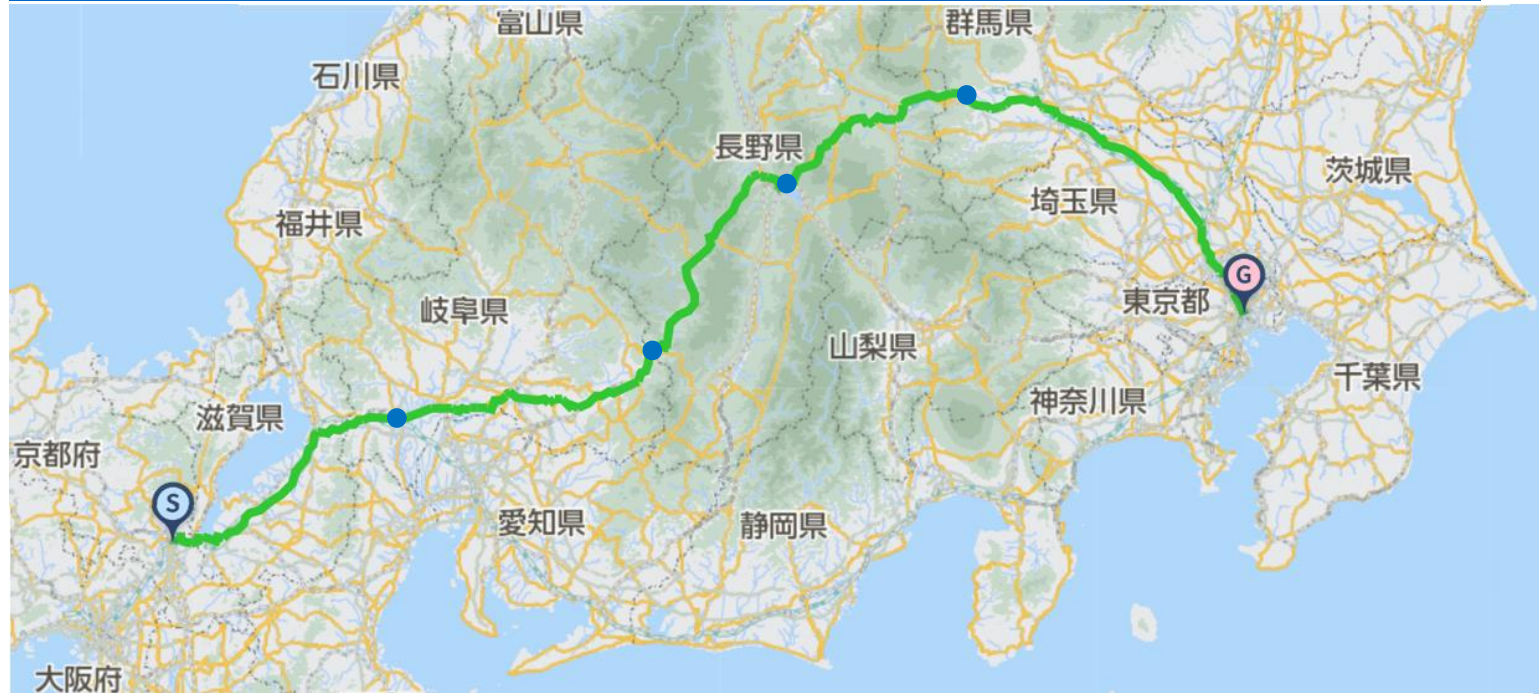 富山県
群馬県
石川県
長野県
茨城県
埼玉県
福井県
G
東京都
岐阜県
山梨県
千葉県
神奈川県
滋賀県
京都府
S
愛知県
静岡県
大阪府